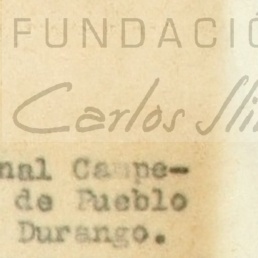 FUNDACIÓ
Carlos Sli
nal Campe-
de Pueblo
Durango.